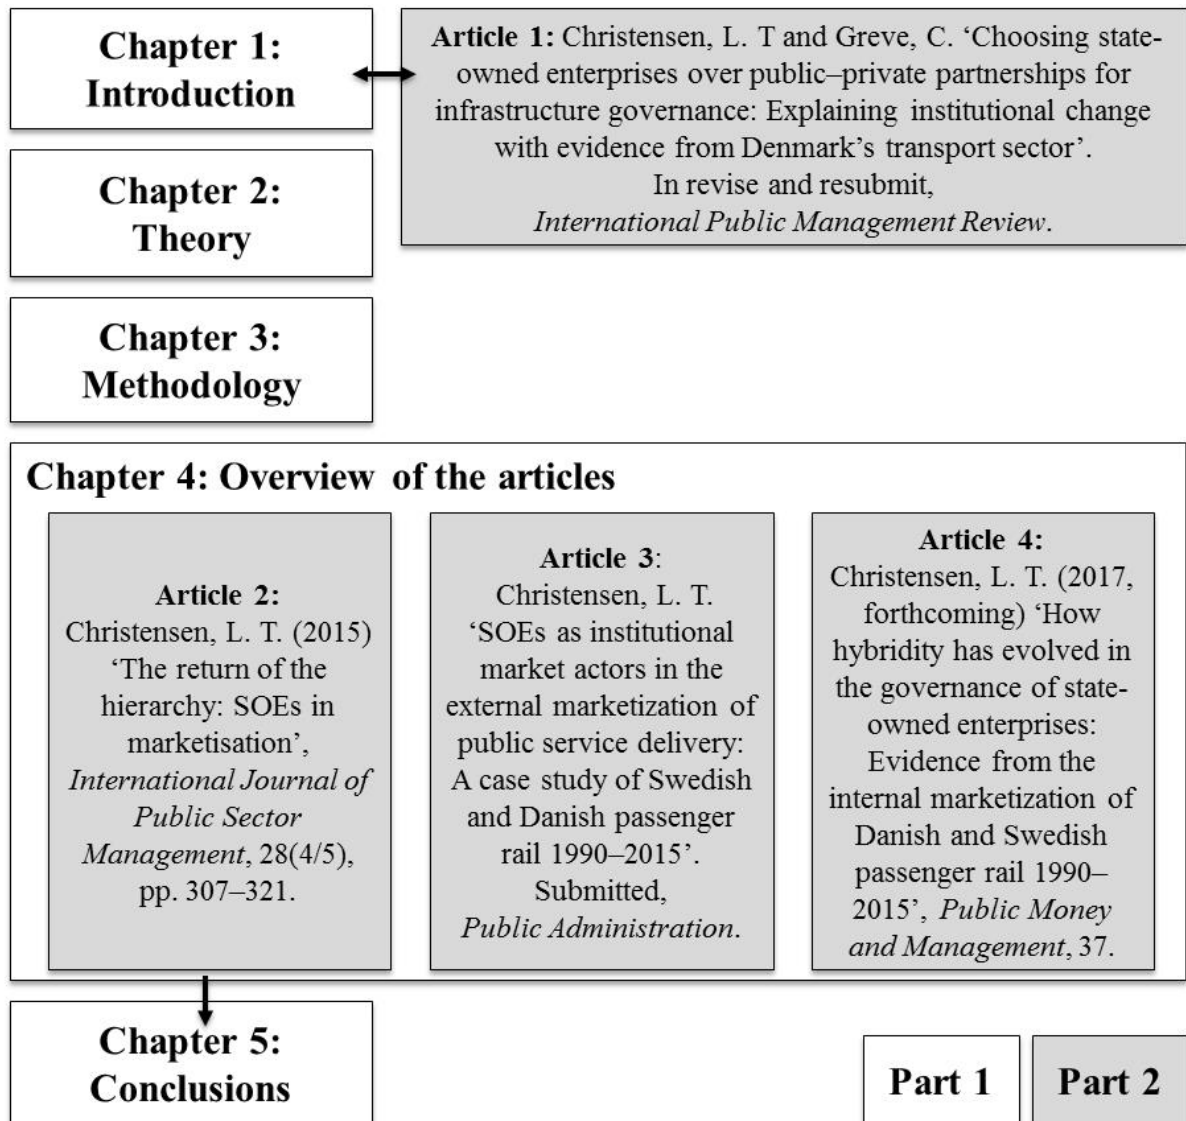 Chapter 1:
Introduction
Article 1: Christensen, L. T and Greve, C. ‘Choosing state-
owned enterprises over public–private partnerships for
infrastructure governance: Explaining institutional change
with evidence from Denmark’s transport sector’.
In revise and resubmit,
International Public Management Review.
Chapter 2:
Theory
Chapter 3:
Methodology
Chapter 4: Overview of the articles
Article 2:
Christensen, L. T. (2015)
‘The return of the
hierarchy: SOEs in
marketisation’,
International Journal of
Public Sector
Management, 28(4/5),
pp. 307–321.
Article 3:
Christensen, L. T.
‘SOEs as institutional
market actors in the
external marketization of
public service delivery:
A case study of Swedish
and Danish passenger
rail 1990–2015’.
Submitted,
Public Administration.
Article 4:
Christensen, L. T. (2017,
forthcoming) ‘How
hybridity has evolved in
the governance of state-
owned enterprises:
Evidence from the
internal marketization of
Danish and Swedish
passenger rail 1990–
2015’, Public Money
and Management, 37.
Chapter 5:
Conclusions
Part 1
Part 2